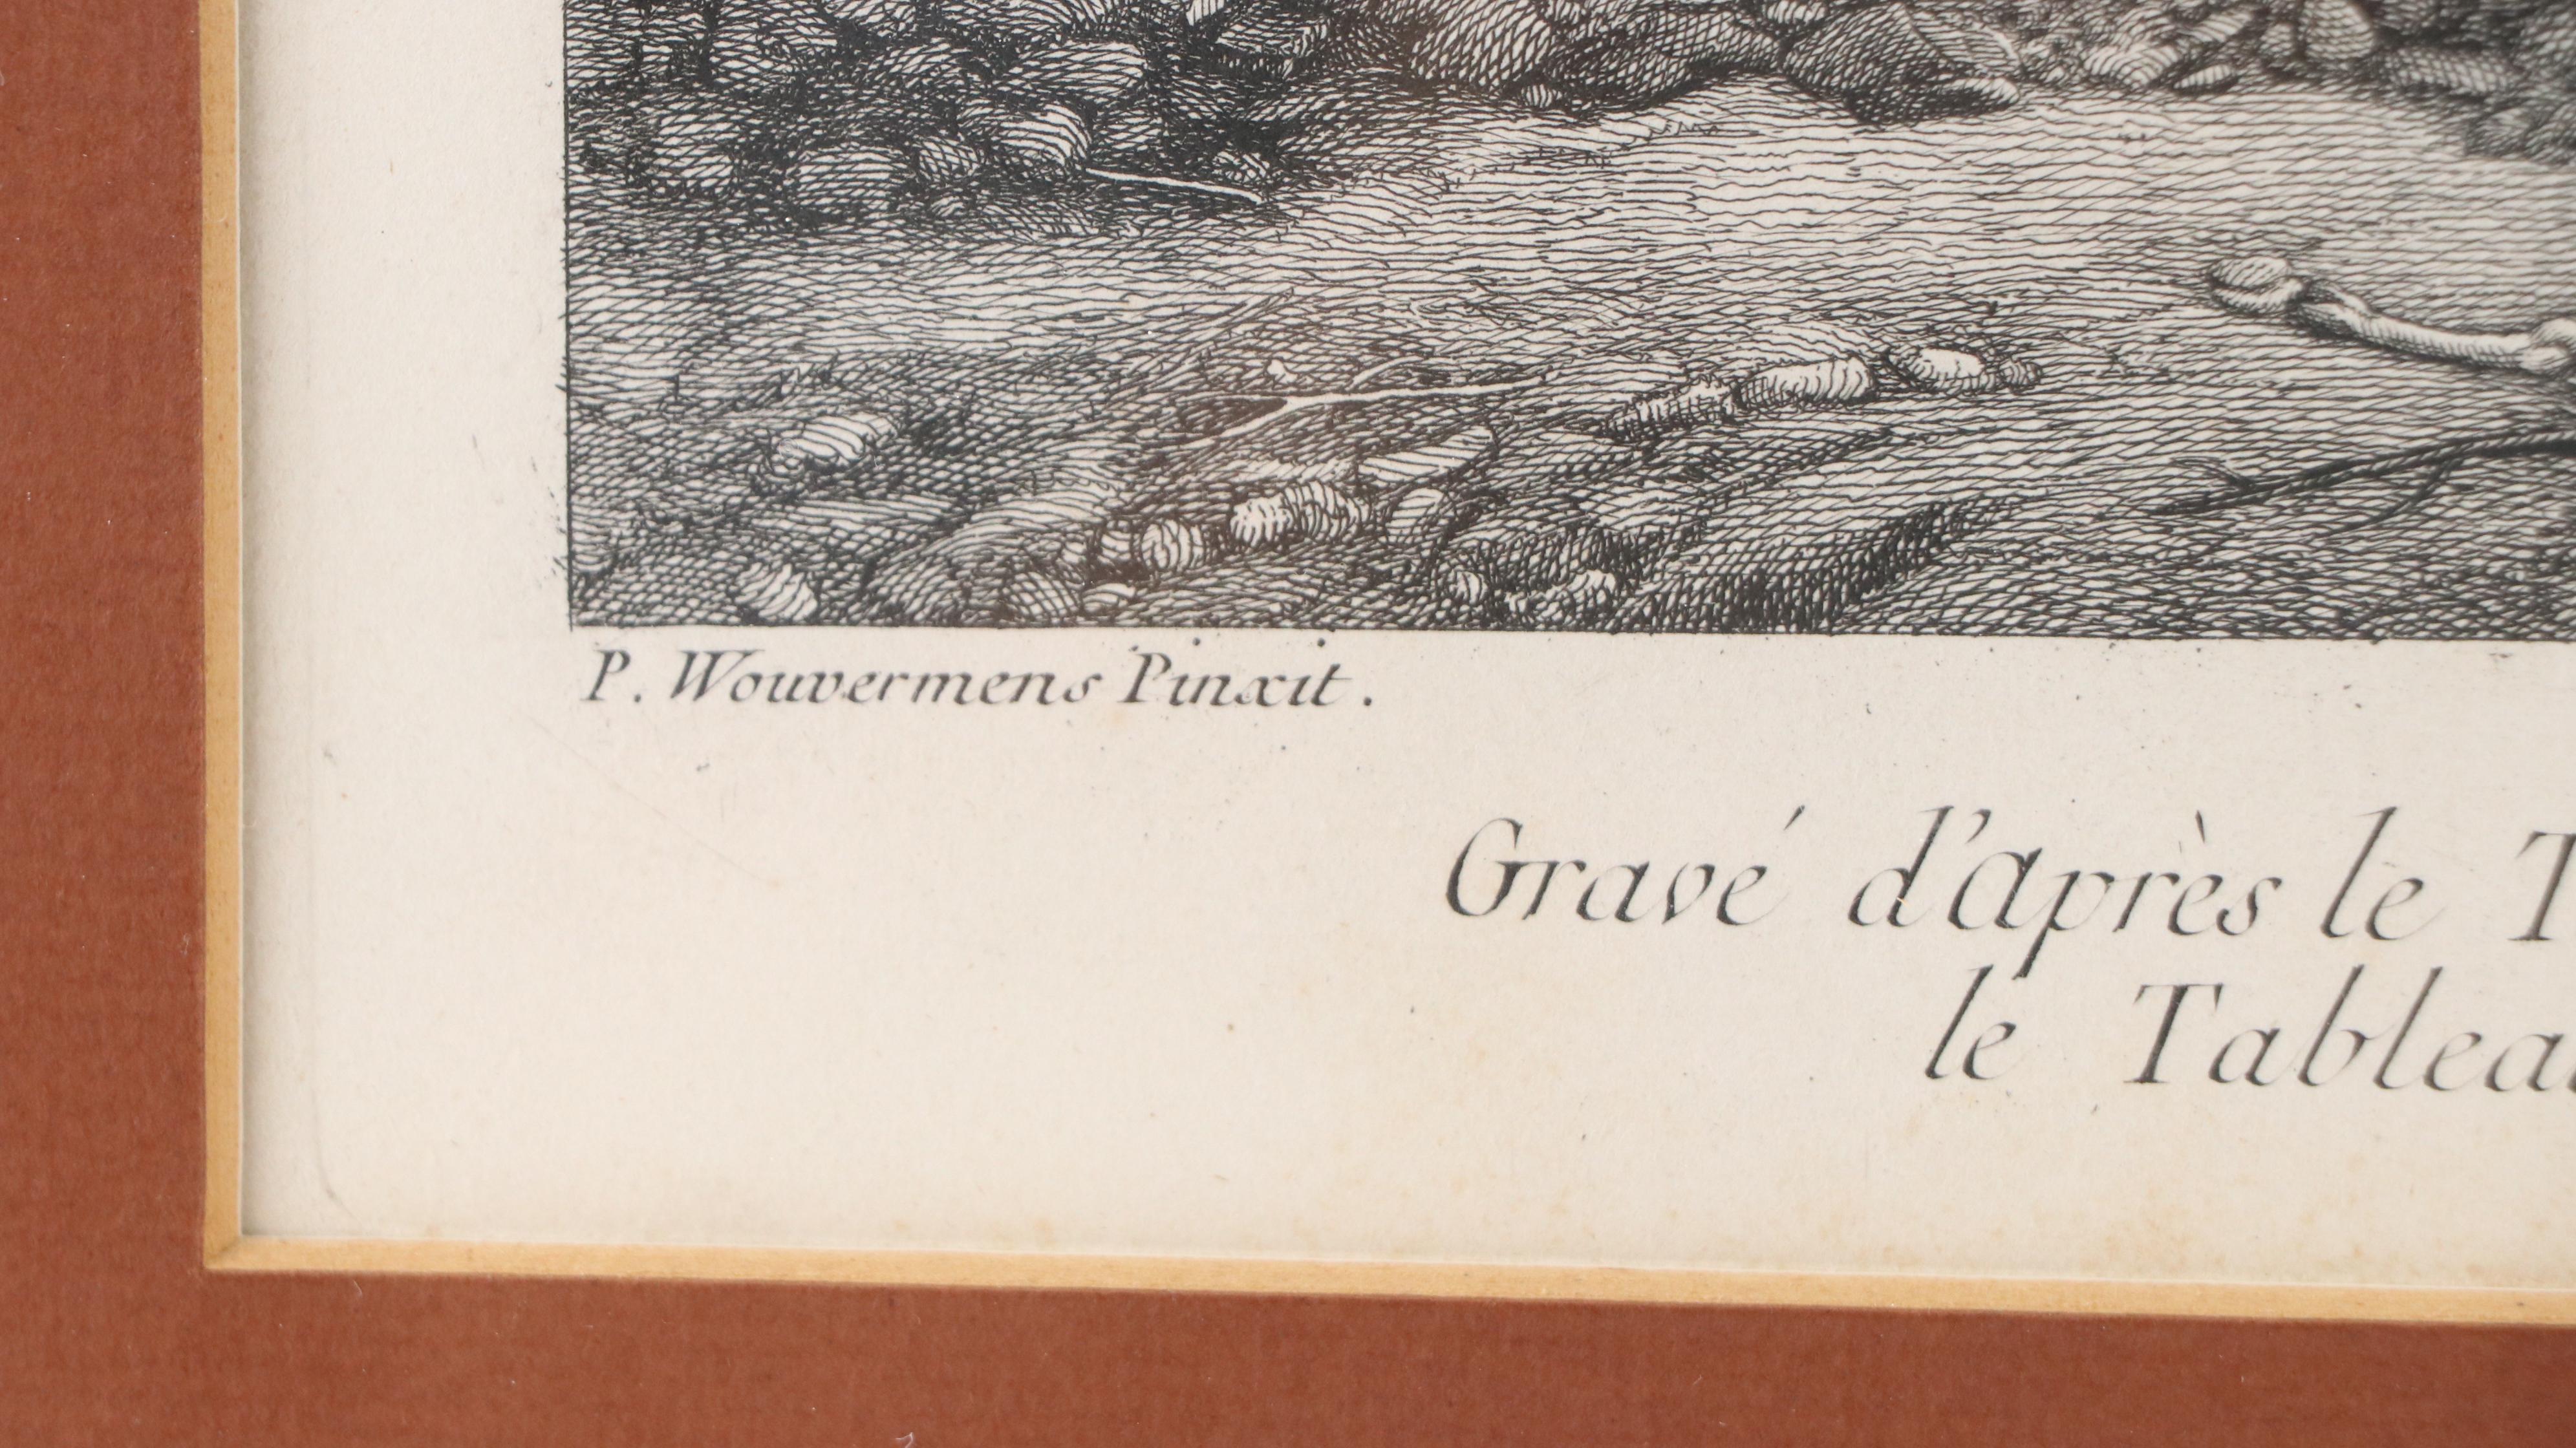 P. Wouvermens Pinxit.
Gravé d'après le T
le Tablea